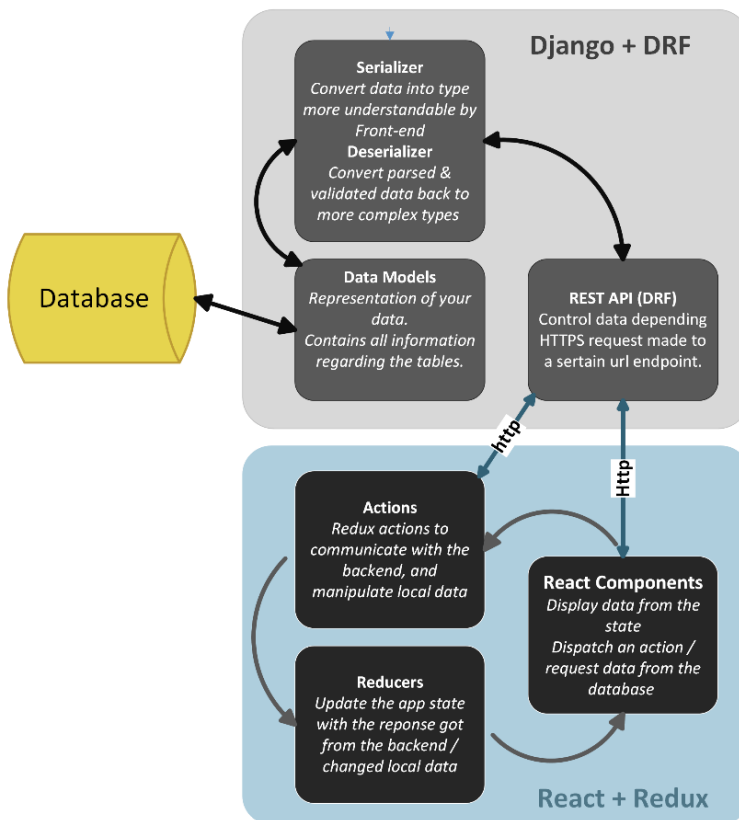 Django + DRF
Serializer
Convert data into type
more understandable by
Front-end
Deserializer
Convert parsed &
validated data back to
more complex types
Database
Data Models
Representation of your
data.
Contains all information
regarding the tables.
REST API (DRF)
Control data depending
HTTPS request made to
a sertain url endpoint.
http
Http
Actions
Redux actions to
communicate with the
backend, and
manipulate local data
React Components
Display data from the
state
Dispatch an action /
request data from the
database
Reducers
Update the app state
with the reponse got
from the backend /
changed local data
React + Redux